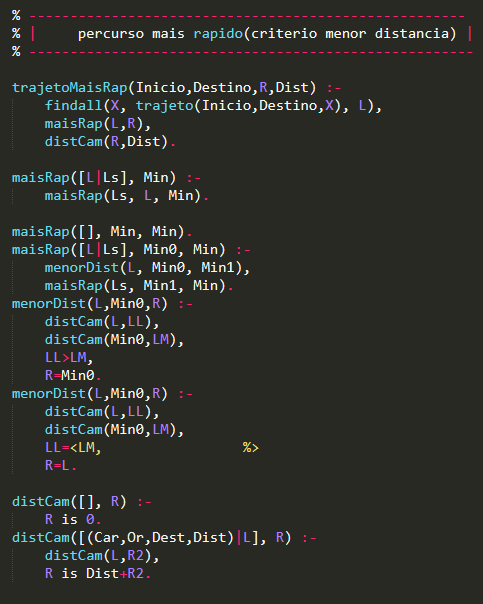 % -----------------------------------------------------
% |     percurso mais rapido(criterio menor distancia) |
% ------------------------------------------------------

trajetoMaisRap(Inicio,Destino,R,Dist) :-
    findall(X, trajeto(Inicio,Destino,X), L),
    maisRap(L,R),
    distCam(R,Dist).

maisRap([L|Ls], Min) :-
    maisRap(Ls, L, Min).

maisRap([], Min, Min).
maisRap([L|Ls], Min0, Min) :-
    menorDist(L, Min0, Min1),
    maisRap(Ls, Min1, Min).
menorDist(L,Min0,R) :-
    distCam(L,LL),
    distCam(Min0,LM),
    LL>LM,
    R=Min0.
menorDist(L,Min0,R) :-
    distCam(L,LL),
    distCam(Min0,LM),
    LL=<LM,                 %>
    R=L.

distCam([], R) :-
    R is 0.
distCam([(Car,Or,Dest,Dist)|L], R) :-
    distCam(L,R2),
    R is Dist+R2.